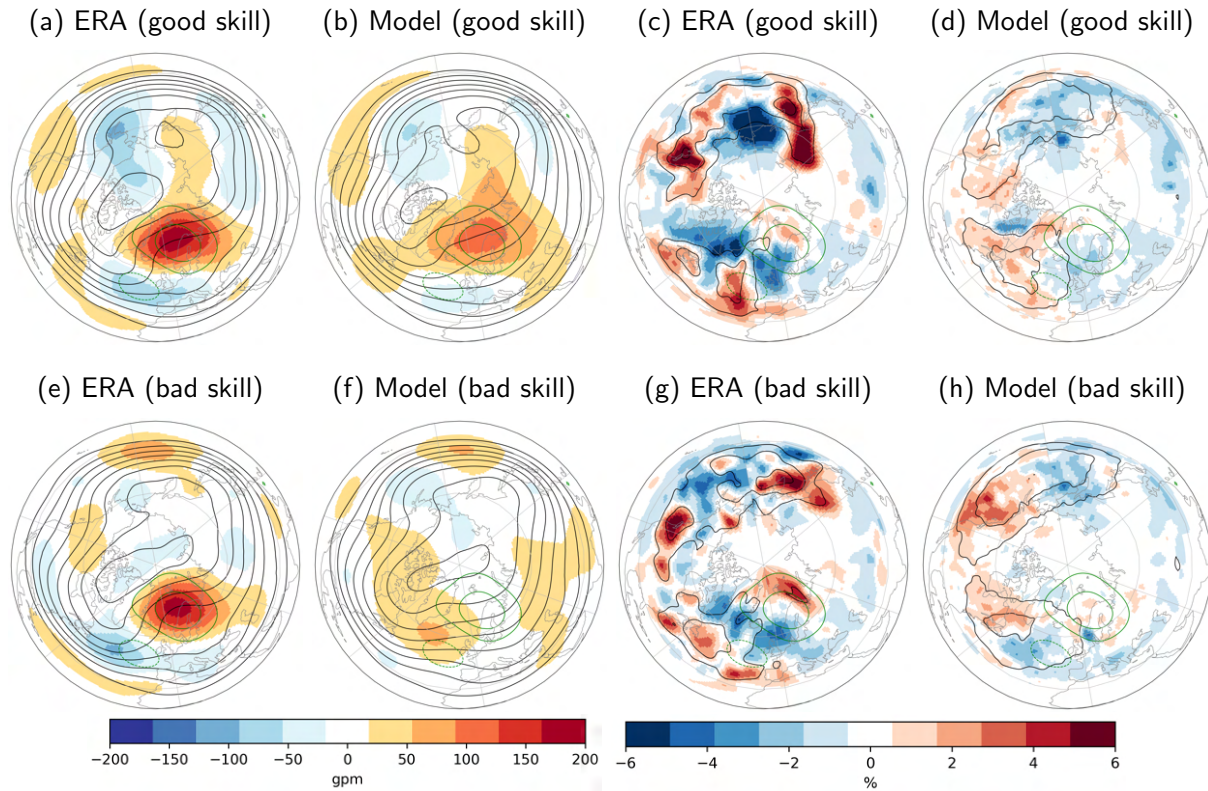 (a) ERA (good skill)
(b) Model (good skill)
(c) ERA (good skill)
(d) Model (good skill)
(e) ERA (bad skill)
(f) Model (bad skill)
(g) ERA (bad skill)
(h) Model (bad skill)
−200 −150 −100 −50 0 50 100 150 200
gpm
−6 −4 −2 0 2 4 6
%